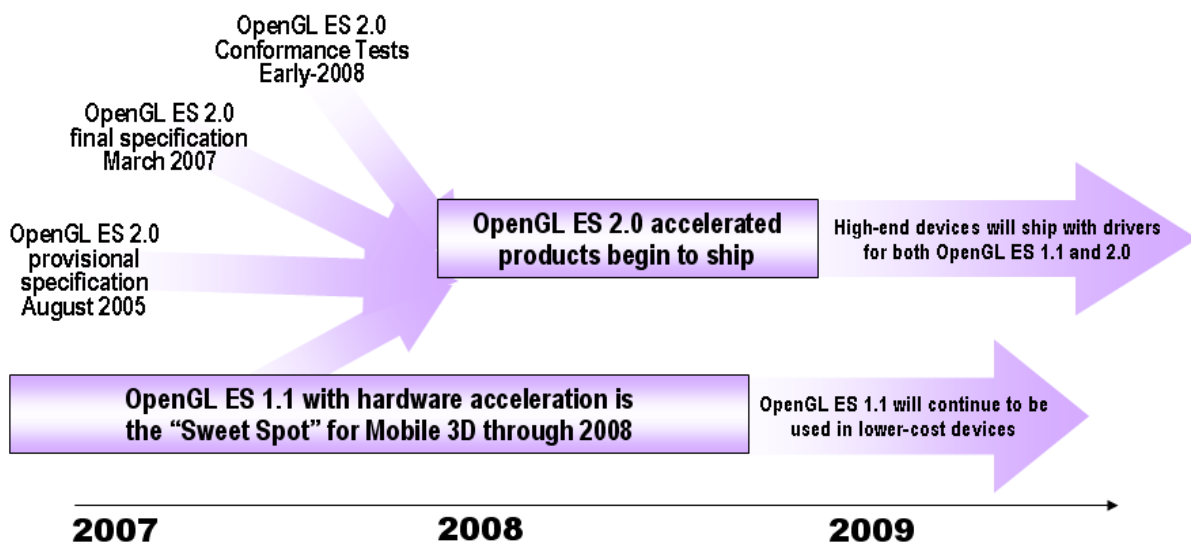 OpenGL ES 2.0
Conformance Tests
Early-2008
OpenGL ES 2.0
final specification
March 2007
OpenGL ES 2.0
provisional
specification
August 2005
OpenGL ES 2.0 accelerated
products begin to ship
High-end devices will ship with drivers
for both OpenGL ES 1.1 and 2.0
OpenGL ES 1.1 with hardware acceleration is
the “Sweet Spot” for Mobile 3D through 2008
OpenGL ES 1.1 will continue to be
used in lower-cost devices
2007
2008
2009